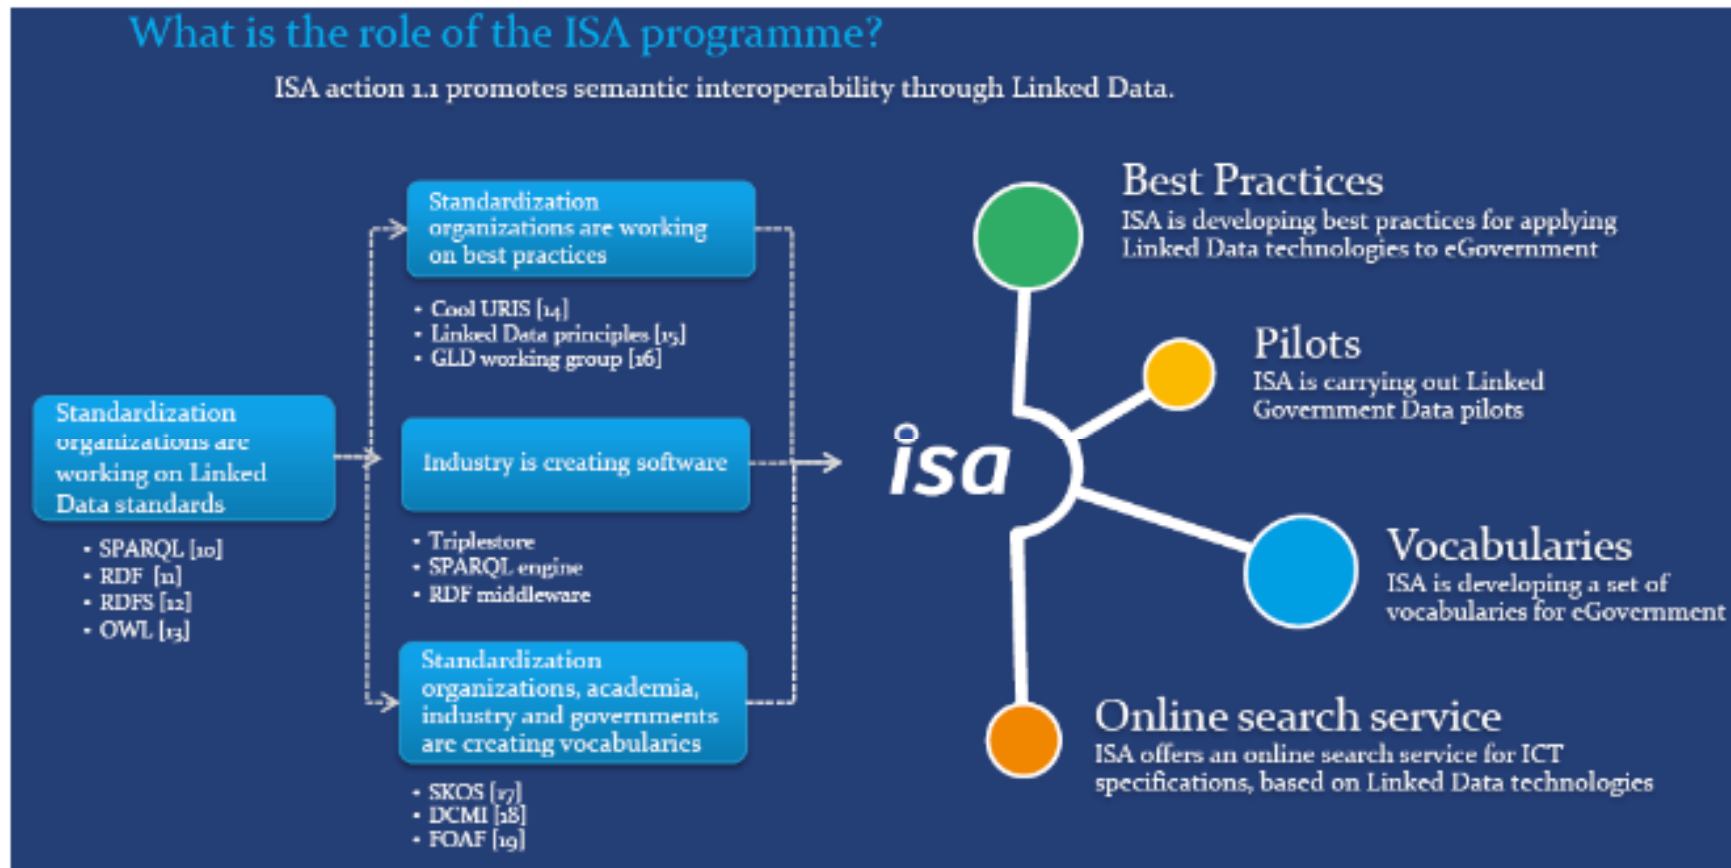 What is the role of the ISA programme?
ISA action 1.1 promotes semantic interoperability through Linked Data.
Standardization
organizations are
working on Linked
Data standards
• SPARQL [10]
• RDF [11]
• RDFS [12]
• OWL [13]
Standardization
organizations are working
on best practices
• Cool URIS [14]
• Linked Data principles [15]
• GLD working group [16]
Industry is creating software
• Triplestore
• SPARQL engine
• RDF middleware
Standardization
organizations, academia,
industry and governments
are creating vocabularies
• SKOS [17]
• DCMI [18]
• FOAF [19]
isa
Best Practices
ISA is developing best practices for applying
Linked Data technologies to eGovernment
Pilots
ISA is carrying out Linked
Government Data pilots
Vocabularies
ISA is developing a set of
vocabularies for eGovernment
Online search service
ISA offers an online search service for ICT
specifications, based on Linked Data technologies